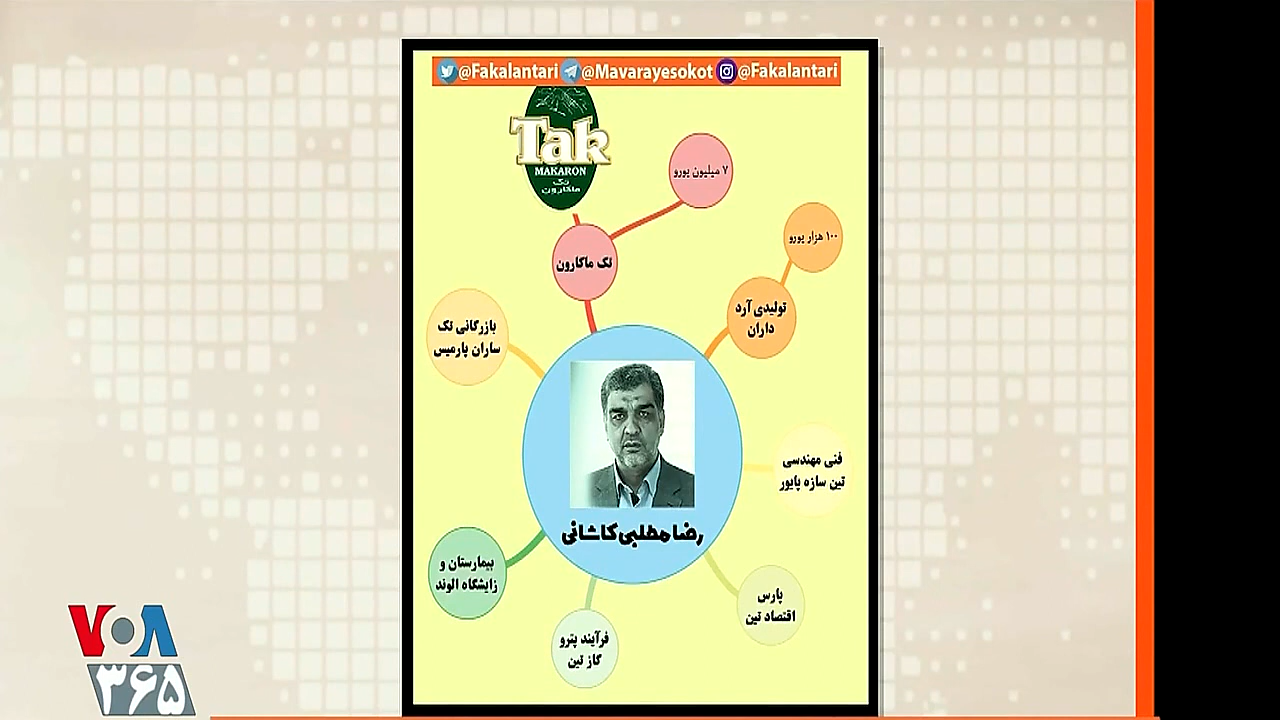 @Fakalantari @Mavarayesokot @Fakalantari
Tak
MAKARON
تک
ماکارون
۷ میلیون یورو
۱۰۰ هزار یورو
تک ماکارون
تولیدی آرد
داران
بازرگانی تک
ساران پارمیس
فنی مهندسی
تین سازه پایور
رضا مطلبی کاشانی
بیمارستان و
زایشگاه الوند
پارس
اقتصاد تین
فرآیند پترو
گاز تین
VOA
۳۶۵